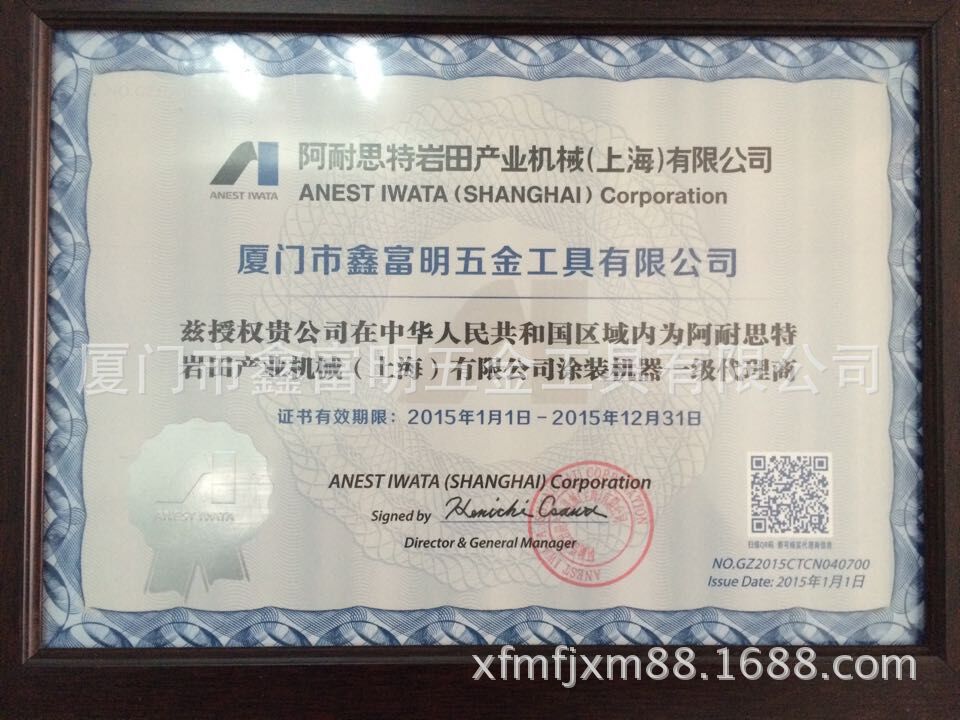 ANEST IWATA
阿耐思特岩田产业机械(上海)有限公司
ANEST IWATA (SHANGHAI) Corporation
厦门市鑫富明五金工具有限公司
兹授权贵公司在中华人民共和国区域内为阿耐思特
岩田产业机械(上海)有限公司涂装机器一级代理商
厦门市鑫富明五金工具有限公司
证书有效期限：2015年1月1日-2015年12月31日
ANEST IWATA (SHANGHAI) Corporation
Signed by
Director & General Manager
ANEST IWATA
NO.GZ2015CTCN040700
Issue Date: 2015年1月1日
xfmfjxm88.1688.com